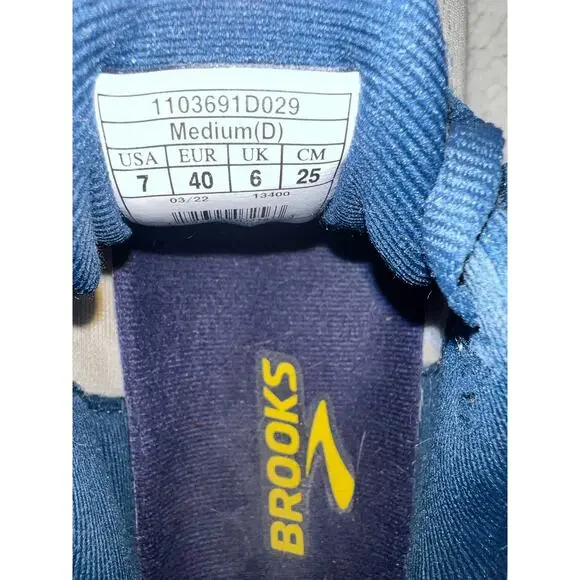 1103691D029
Medium(D)
USA EUR UK CM
7 40 6 25
03/22 13400
BROOKS